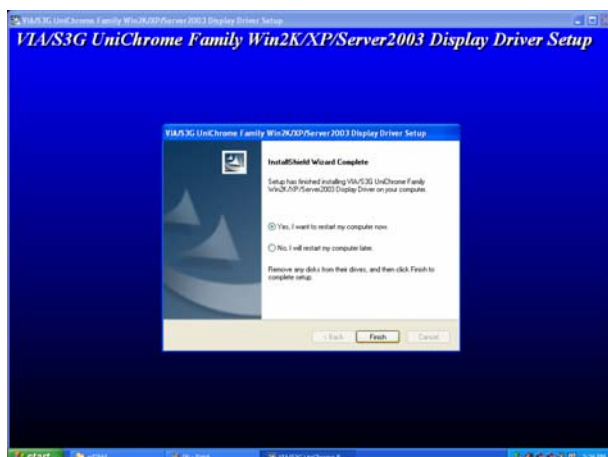 VIA/S3G UniChrome Family Win2K/XP/Server2003 Display Driver Setup
VIA/S3G UniChrome Family Win2K/XP/Server2003 Display Driver Setup
VIA/S3G UniChrome Family Win2K/XP/Server2003 Display Driver Setup
InstallShield Wizard Complete
Setup has finished installing VIA/S3G UniChrome Family
Win2K/XP/Server2003 Display Driver on your computer.
Yes, I want to restart my computer now.
No, I will restart my computer later.
Remove any disks from their drives, and then click Finish to
complete setup.
< Back Finish Cancel
start